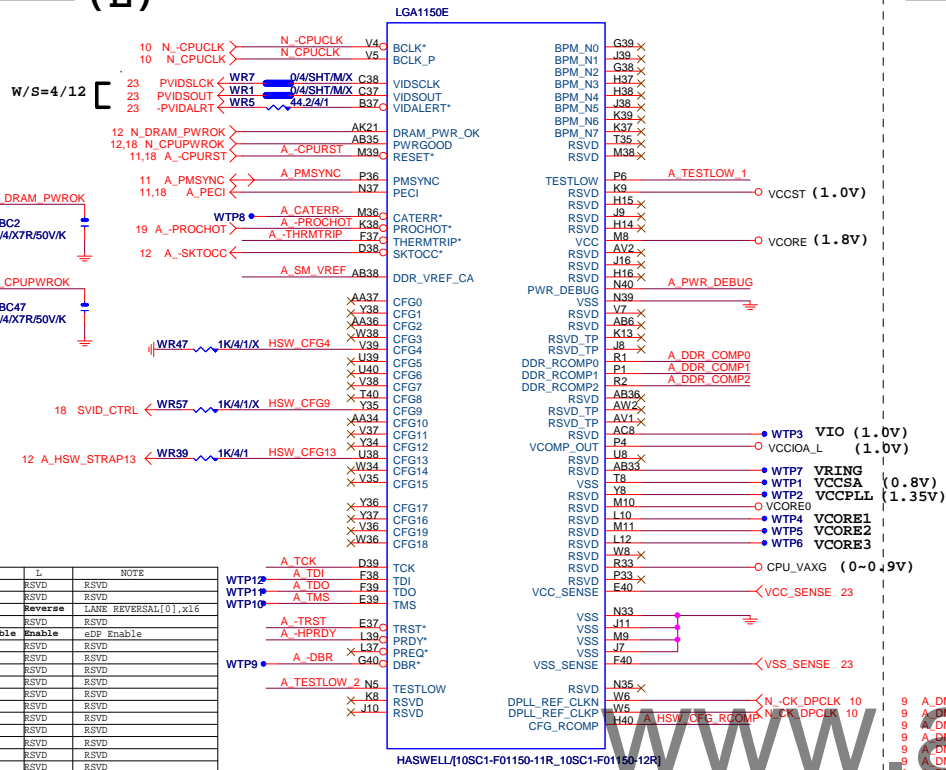 (L)
LGA1150E
10 N_-CPUCLK N_-CPUCLK V4 BCLK* BPM_N0 G39
10 N_CPUCLK N_CPUCLK V5 BCLK_P BPM_N1 J39
BPM_N2 G38
W/S=4/12
23 PVIDSLCK WR7 0/4/SHT/M/X C38 VIDSCLK BPM_N3 H37
23 PVIDSOUT WR1 0/4/SHT/M/X C37 VIDSOUT BPM_N4 H38
23 -PVIDALRT WR5 44.2/4/1 B37 VIDALERT* BPM_N5 J38
BPM_N6 K39
12 N_DRAM_PWROK AK21 DRAM_PWR_OK BPM_N7 K37
12,18 N_CPUPWROK AB35 PWRGOOD RSVD T35
11,18 A_-CPURST A_-CPURST M39 RESET* RSVD M38
11 A_PMSYNC A_PMSYNC P36 PMSYNC TESTLOW P6 A_TESTLOW_1
11,18 A_PECI N37 PECI RSVD K9 VCCST (1.0V)
RSVD H15
WTP8 A_CATERR- M36 CATERR* RSVD J9
19 A_-PROCHOT A_-PROCHOT K38 PROCHOT* RSVD H14
A_-THRMTRIP F37 THERMTRIP* VCC M8 VCORE (1.8V)
12 A_-SKTOCC D38 SKTOCC* RSVD AV2
RSVD J16
A_SM_VREF AB38 DDR_VREF_CA RSVD H16
PWR_DEBUG N40 A_PWR_DEBUG
AA37 CFG0 VSS N39
Y38 CFG1 RSVD V7
AA36 CFG2 RSVD AB6
W38 CFG3 RSVD_TP K13
WR47 1K/4/1/X HSW_CFG4 V39 CFG4 RSVD_TP J8
U39 CFG5 DDR_RCOMP0 R1 A_DDR_COMP0
U40 CFG6 DDR_RCOMP1 P1 A_DDR_COMP1
V38 CFG7 DDR_RCOMP2 R2 A_DDR_COMP2
T40 CFG8 RSVD AB36
18 SVID_CTRL WR57 1K/4/1/X HSW_CFG9 Y35 CFG9 RSVD_TP AW2
AA34 CFG10 RSVD_TP AV1
V37 CFG11 RSVD AC8 WTP3 VIO (1.0V)
Y34 CFG12 VCOMP_OUT P4 VCCIOA_L (1.0V)
12 A_HSW_STRAP13 WR39 1K/4/1 HSW_CFG13 U38 CFG13 RSVD U8
W34 CFG14 RSVD AB33 WTP7 VRING
V35 CFG15 VSS T8 WTP1 VCCSA (0.8V)
RSVD Y8 WTP2 VCCPLL (1.35V)
Y36 CFG17 RSVD M10 VCORE0
Y37 CFG16 RSVD L10 WTP4 VCORE1
V36 CFG19 RSVD M11 WTP5 VCORE2
W36 CFG18 RSVD L12 WTP6 VCORE3
RSVD W8
A_TCK D39 TCK RSVD R33 CPU_VAXG (0~0.9V)
WTP12 A_TDI F38 TDI RSVD P33
WTP11 A_TDO F39 TDO VCC_SENSE E40 VCC_SENSE 23
WTP10 A_TMS E39 TMS
A_-TRST E37 TRST* VSS N33
A_-HPRDY L39 PRDY* VSS J11
L37 PREQ* VSS M9
WTP9 A_-DBR G40 DBR* VSS J7
VSS_SENSE F40 VSS_SENSE 23
A_TESTLOW_2 N5 TESTLOW RSVD N35
K8 RSVD DPLL_REF_CLKN W6 N_-CK_DPCLK 10
J10 RSVD DPLL_REF_CLKP W5 N_CK_DPCLK 10
CFG_RCOMP H40 A_HSW_CFG_RCOMP
HASWELL/[10SC1-F01150-11R_10SC1-F01150-12R]
_DRAM_PWROK
BC2
/4/X7R/50V/K
_CPUPWROK
BC47
/4/X7R/50V/K
L NOTE
RSVD RSVD
RSVD RSVD
Reverse LANE REVERSAL[0],x16
RSVD RSVD
ble Enable eDP Enable
RSVD RSVD
RSVD RSVD
RSVD RSVD
RSVD RSVD
RSVD RSVD
RSVD RSVD
RSVD RSVD
RSVD RSVD
RSVD RSVD
RSVD RSVD
RSVD RSVD
9 A_D
9 A_D
9 A_D
9 A_D
9 A_D
9 A_D
www.a